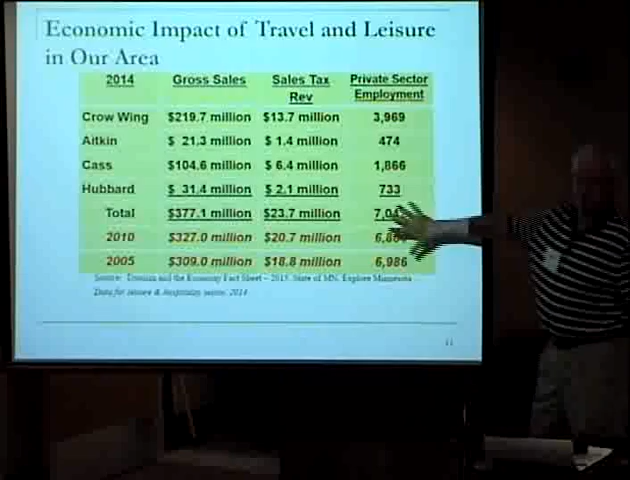 Economic Impact of Travel and Leisure
in Our Area
2014 Gross Sales Sales Tax Rev Private Sector Employment
Crow Wing $219.7 million $13.7 million 3,969
Aitkin $ 21.3 million $ 1.4 million 474
Cass $104.6 million $ 6.4 million 1,866
Hubbard $ 31.4 million $ 2.1 million 733
Total $377.1 million $23.7 million
2010 $327.0 million $20.7 million
2005 $309.0 million $18.8 million 6,986
Source: Tourism and the Economy Fact Sheet – 2015. State of MN. Explore Minnesota
Data for leisure & hospitality sector, 2014
11